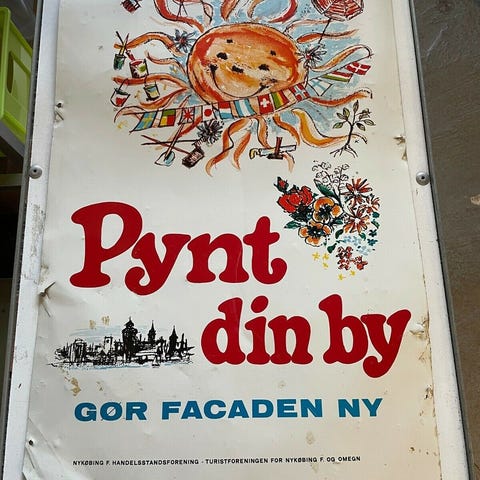 Pynt
din by
GØR FACADEN NY
NYKØBING F. HANDELSSTANDSFORENING · TURISTFORENINGEN FOR NYKØBING F. OG OMEGN